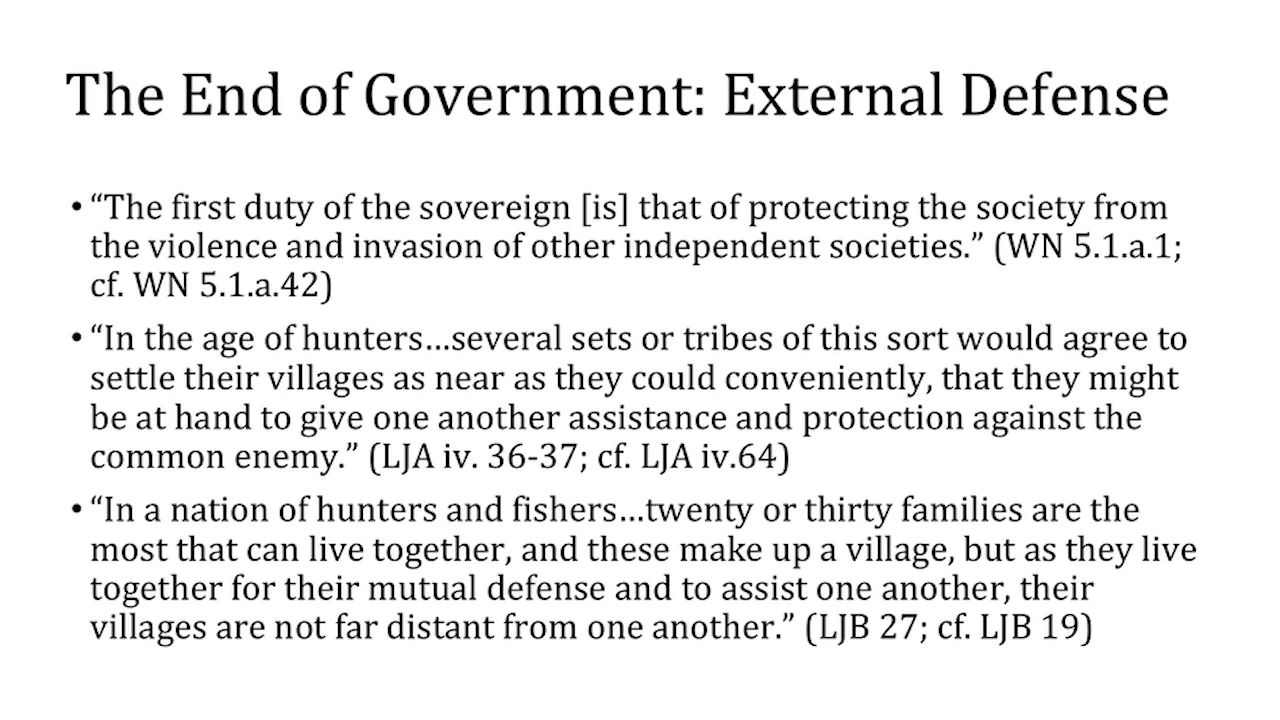 The End of Government: External Defense
• “The first duty of the sovereign [is] that of protecting the society from
the violence and invasion of other independent societies.” (WN 5.1.a.1;
cf. WN 5.1.a.42)
• “In the age of hunters…several sets or tribes of this sort would agree to
settle their villages as near as they could conveniently, that they might
be at hand to give one another assistance and protection against the
common enemy.” (LJA iv. 36-37; cf. LJA iv.64)
• “In a nation of hunters and fishers…twenty or thirty families are the
most that can live together, and these make up a village, but as they live
together for their mutual defense and to assist one another, their
villages are not far distant from one another.” (LJB 27; cf. LJB 19)